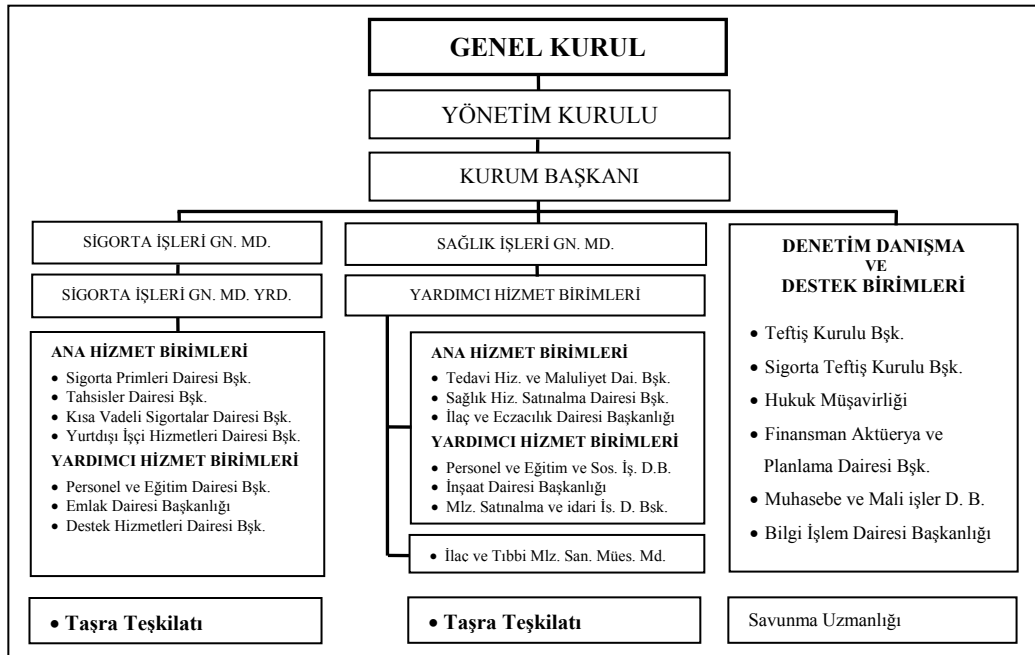 GENEL KURUL
YÖNETİM KURULU
KURUM BAŞKANI
SİGORTA İŞLERİ GN. MD.
SİGORTA İŞLERİ GN. MD. YRD.
ANA HİZMET BİRİMLERİ
• Sigorta Primleri Dairesi Bşk.
• Tahsisler Dairesi Bşk.
• Kısa Vadeli Sigortalar Dairesi Bşk.
• Yurtdışı İşçi Hizmetleri Dairesi Bşk.
YARDIMCI HİZMET BİRİMLERİ
• Personel ve Eğitim Dairesi Bşk.
• Emlak Dairesi Başkanlığı
• Destek Hizmetleri Dairesi Bşk.
• Taşra Teşkilatı
SAĞLIK İŞLERİ GN. MD.
YARDIMCI HİZMET BİRİMLERİ
ANA HİZMET BİRİMLERİ
• Tedavi Hiz. ve Maluliyet Dai. Bşk.
• Sağlık Hiz. Satınalma Dairesi Bşk.
• İlaç ve Eczacılık Dairesi Başkanlığı
YARDIMCI HİZMET BİRİMLERİ
• Personel ve Eğitim ve Sos. İş. D.B.
• İnşaat Dairesi Başkanlığı
• Mlz. Satınalma ve idari İs. D. Bsk.
• İlac ve Tıbbi Mlz. San. Mües. Md.
• Taşra Teşkilatı
DENETİM DANIŞMA
VE
DESTEK BİRİMLERİ
• Teftiş Kurulu Bşk.
• Sigorta Teftiş Kurulu Bşk.
• Hukuk Müşavirliği
• Finansman Aktüerya ve
Planlama Dairesi Bşk.
• Muhasebe ve Mali işler D. B.
• Bilgi İşlem Dairesi Başkanlığı
Savunma Uzmanlığı